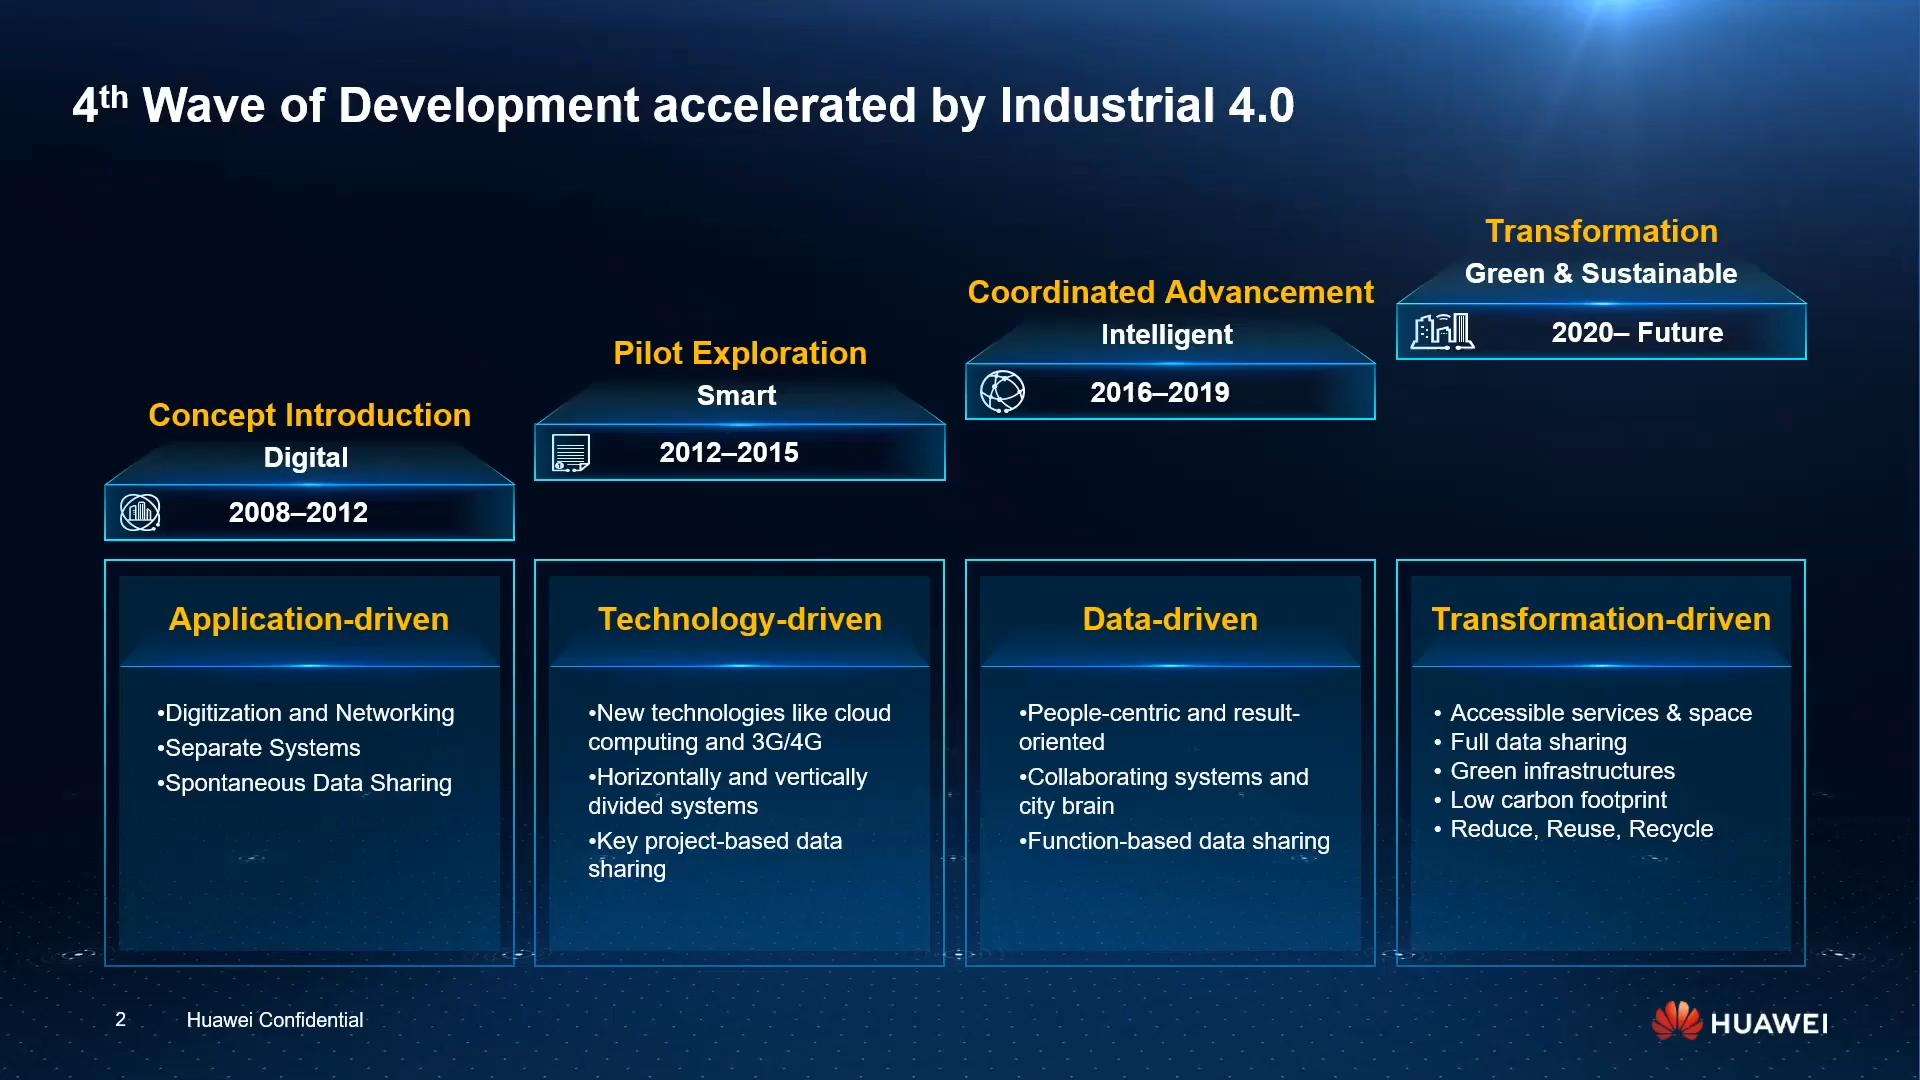 4th Wave of Development accelerated by Industrial 4.0
Concept Introduction
Digital
2008–2012
Pilot Exploration
Smart
2012–2015
Coordinated Advancement
Intelligent
2016–2019
Transformation
Green & Sustainable
2020– Future
Application-driven
•Digitization and Networking
•Separate Systems
•Spontaneous Data Sharing
Technology-driven
•New technologies like cloud
computing and 3G/4G
•Horizontally and vertically
divided systems
•Key project-based data
sharing
Data-driven
•People-centric and result-
oriented
•Collaborating systems and
city brain
•Function-based data sharing
Transformation-driven
• Accessible services & space
• Full data sharing
• Green infrastructures
• Low carbon footprint
• Reduce, Reuse, Recycle
2 Huawei Confidential
HUAWEI